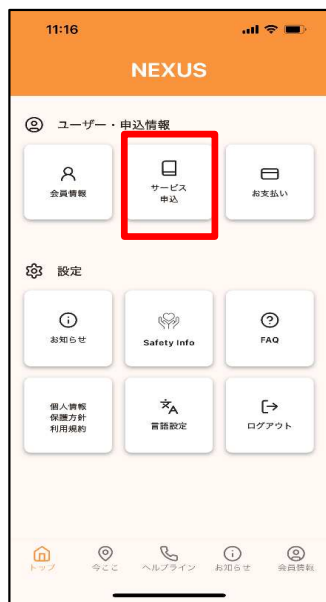 11:16
NEXUS
ユーザー・申込情報
会員情報
サービス
申込
お支払い
設定
お知らせ
Safety Info
FAQ
個人情報
保護方針
利用規約
言語設定
ログアウト
トップ
今ここ
ヘルプライン
お知らせ
会員情報